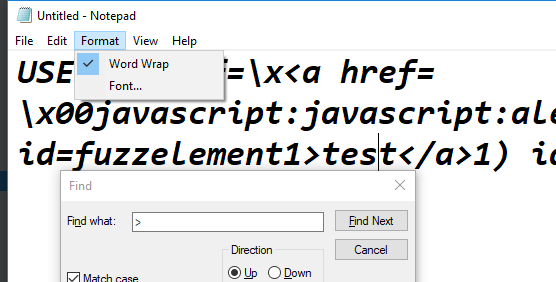 Untitled - Notepad
File Edit Format View Help
Word Wrap
Font...
USE =\x<a href=
\x00javascript:javascript:ale
id=fuzzelement1>test</a>1) id
Find
Find what: > Find Next
Cancel
Direction
Match case Up Down